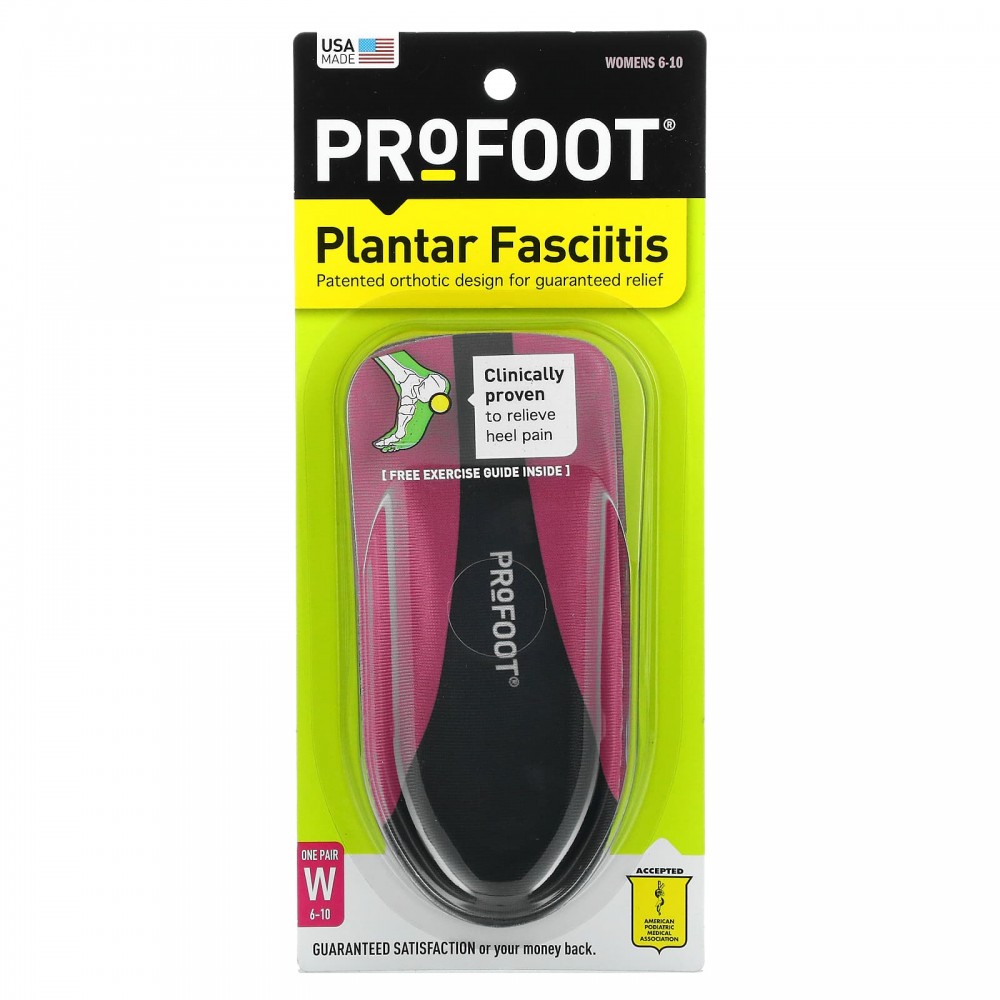 USA
MADE
WOMENS 6-10
PROFOOT®
Plantar Fasciitis
Patented orthotic design for guaranteed relief
Clinically
proven
to relieve
heel pain
[ FREE EXERCISE GUIDE INSIDE ]
PROFOOT®
ONE PAIR
W
6-10
ACCEPTED
AMERICAN
PODIATRIC
MEDICAL
ASSOCIATION
GUARANTEED SATISFACTION or your money back.